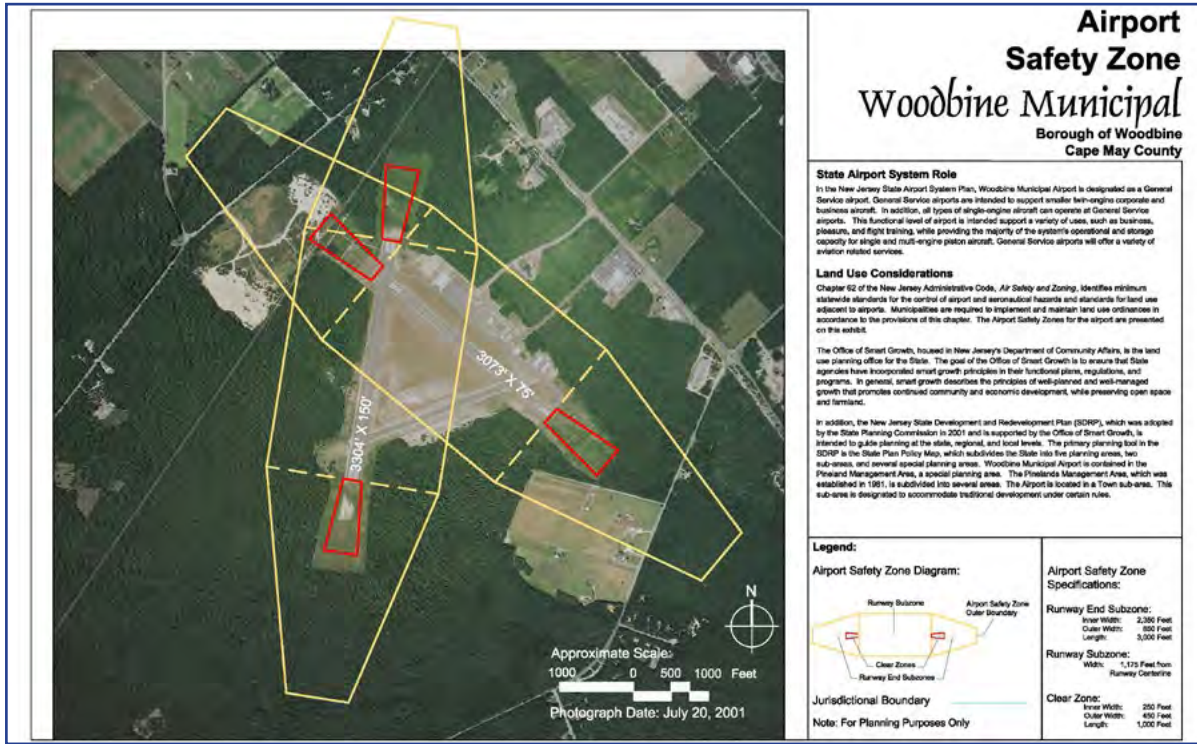 Airport
Safety Zone
Woodbine Municipal
Borough of Woodbine
Cape May County
State Airport System Role
In the New Jersey State Airport System Plan, Woodbine Municipal Airport is designated as a General
Service airport. General Service airports are intended to support smaller twin-engine corporate and
business aircraft. In addition, all types of single-engine aircraft can operate at General Service
airports. This functional level of airport is intended support a variety of uses, such as business,
pleasure, and flight training, while providing the majority of the system's operational and storage
capacity for single and multi-engine piston aircraft. General Service airports will offer a variety of
aviation related services.
Land Use Considerations
Chapter 62 of the New Jersey Administrative Code, Air Safety and Zoning, identifies minimum
statewide standards for the control of airport and aeronautical hazards and standards for land use
adjacent to airports. Municipalities are required to implement and maintain land use ordinances in
accordance to the provisions of this chapter. The Airport Safety Zones for the airport are presented
on this exhibit.
The Office of Smart Growth, housed in New Jersey's Department of Community Affairs, is the land
use planning office for the State. The goal of the Office of Smart Growth is to ensure that State
agencies have incorporated smart growth principles in their functional plans, regulations, and
programs. In general, smart growth describes the principles of well-planned and well-managed
growth that promotes continued community and economic development, while preserving open space
and farmland.
In addition, the New Jersey State Development and Redevelopment Plan (SDRP), which was adopted
by the State Planning Commission in 2001 and is supported by the Office of Smart Growth, is
intended to guide planning at the state, regional, and local levels. The primary planning tool in the
SDRP is the State Plan Policy Map, which subdivides the State into five planning areas, two
sub-areas, and several special planning areas. Woodbine Municipal Airport is contained in the
Pineland Management Area, a special planning area. The Pinelands Management Area, which was
established in 1981, is subdivided into several areas. The Airport is located in a Town sub-area. This
sub-area is designated to accommodate traditional development under certain rules.
3073' X 75'
3304' X 150'
N
Approximate Scale:
1000 0 500 1000 Feet
Photograph Date: July 20, 2001
Legend:
Airport Safety Zone Diagram:
Runway Subzone
Airport Safety Zone
Outer Boundary
Clear Zones
Runway End Subzones
Jurisdictional Boundary
Note: For Planning Purposes Only
Airport Safety Zone
Specifications:
Runway End Subzone:
Inner Width: 2,350 Feet
Outer Width: 850 Feet
Length: 3,000 Feet
Runway Subzone:
Width: 1,175 Feet from
Runway Centerline
Clear Zone:
Inner Width: 250 Feet
Outer Width: 450 Feet
Length: 1,000 Feet